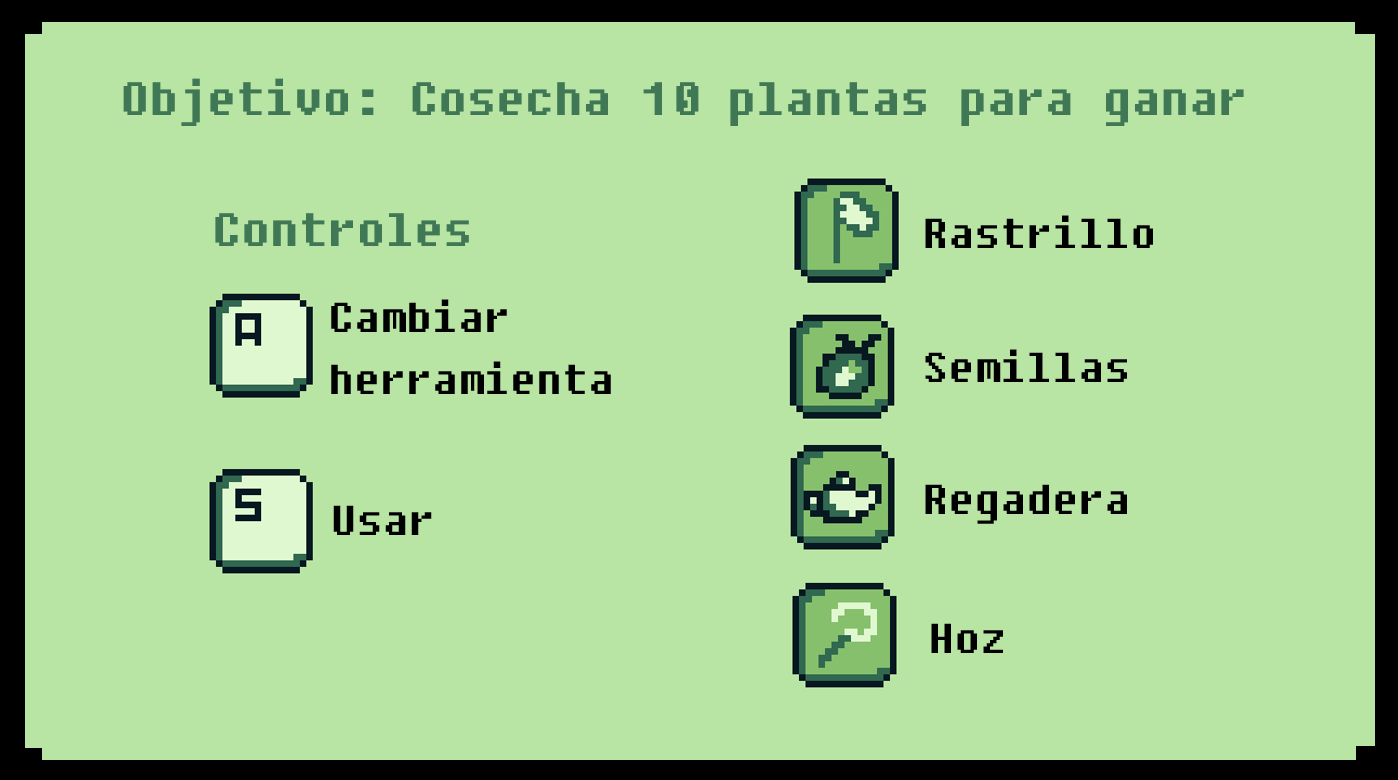 Objetivo: Cosecha 10 plantas para ganar
Controles
A
Cambiar
herramienta
S
Usar
Rastrillo
Semillas
Regadera
Hoz